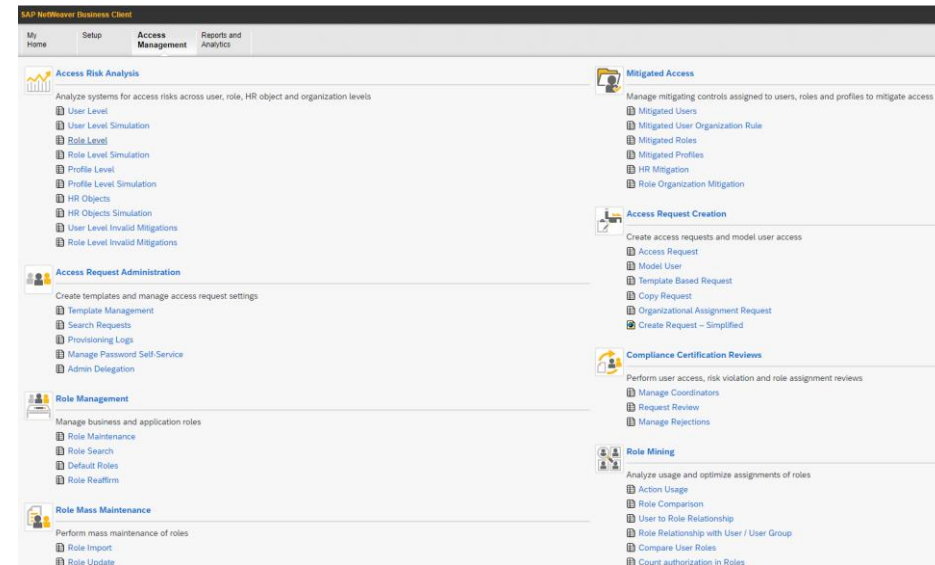 SAP NetWeaver Business Client
My Home
Setup
Access Management
Reports and Analytics
Access Risk Analysis
Analyze systems for access risks across user, role, HR object and organization levels
User Level
User Level Simulation
Role Level
Role Level Simulation
Profile Level
Profile Level Simulation
HR Objects
HR Objects Simulation
User Level Invalid Mitigations
Role Level Invalid Mitigations
Access Request Administration
Create templates and manage access request settings
Template Management
Search Requests
Provisioning Logs
Manage Password Self-Service
Admin Delegation
Role Management
Manage business and application roles
Role Maintenance
Role Search
Default Roles
Role Reaffirm
Role Mass Maintenance
Perform mass maintenance of roles
Role Import
Role Update
Mitigated Access
Manage mitigating controls assigned to users, roles and profiles to mitigate access
Mitigated Users
Mitigated User Organization Rule
Mitigated Roles
Mitigated Profiles
HR Mitigation
Role Organization Mitigation
Access Request Creation
Create access requests and model user access
Access Request
Model User
Template Based Request
Copy Request
Organizational Assignment Request
Create Request – Simplified
Compliance Certification Reviews
Perform user access, risk violation and role assignment reviews
Manage Coordinators
Request Review
Manage Rejections
Role Mining
Analyze usage and optimize assignments of roles
Action Usage
Role Comparison
User to Role Relationship
Role Relationship with User / User Group
Compare User Roles
Count authorization in Roles